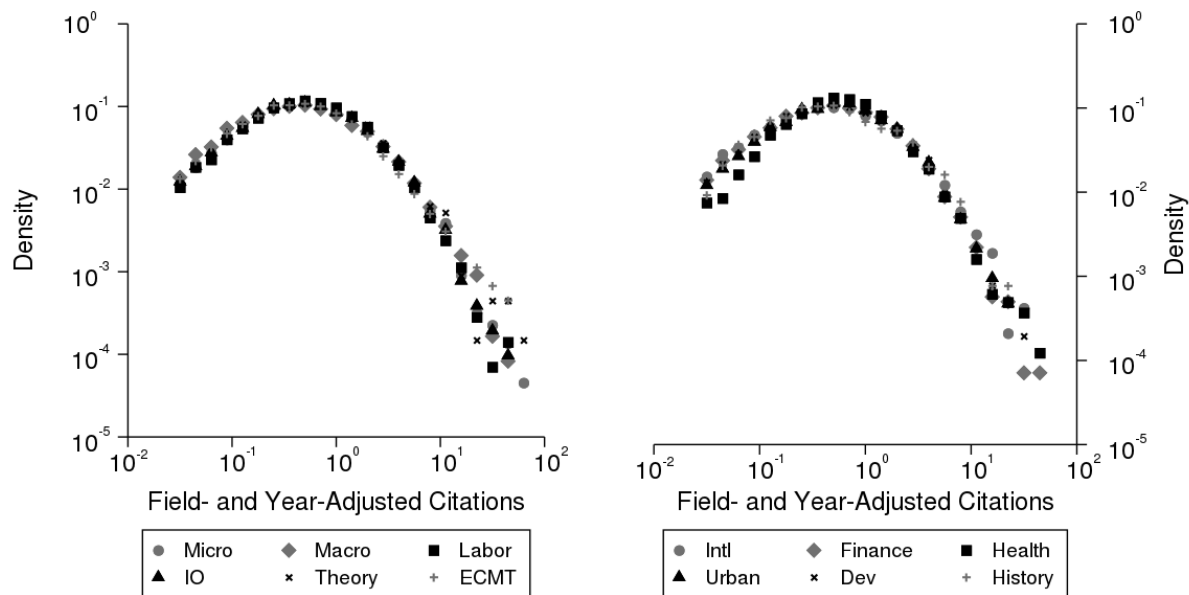 10^0
10^-1
10^-2
10^-3
10^-4
10^-5
Density
10^-2
10^-1
10^0
10^1
10^2
Field- and Year-Adjusted Citations
Micro Macro Labor
IO Theory ECMT
10^0
10^-1
10^-2
10^-3
10^-4
10^-5
Density
10^-2
10^-1
10^0
10^1
10^2
Field- and Year-Adjusted Citations
Intl Finance Health
Urban Dev History